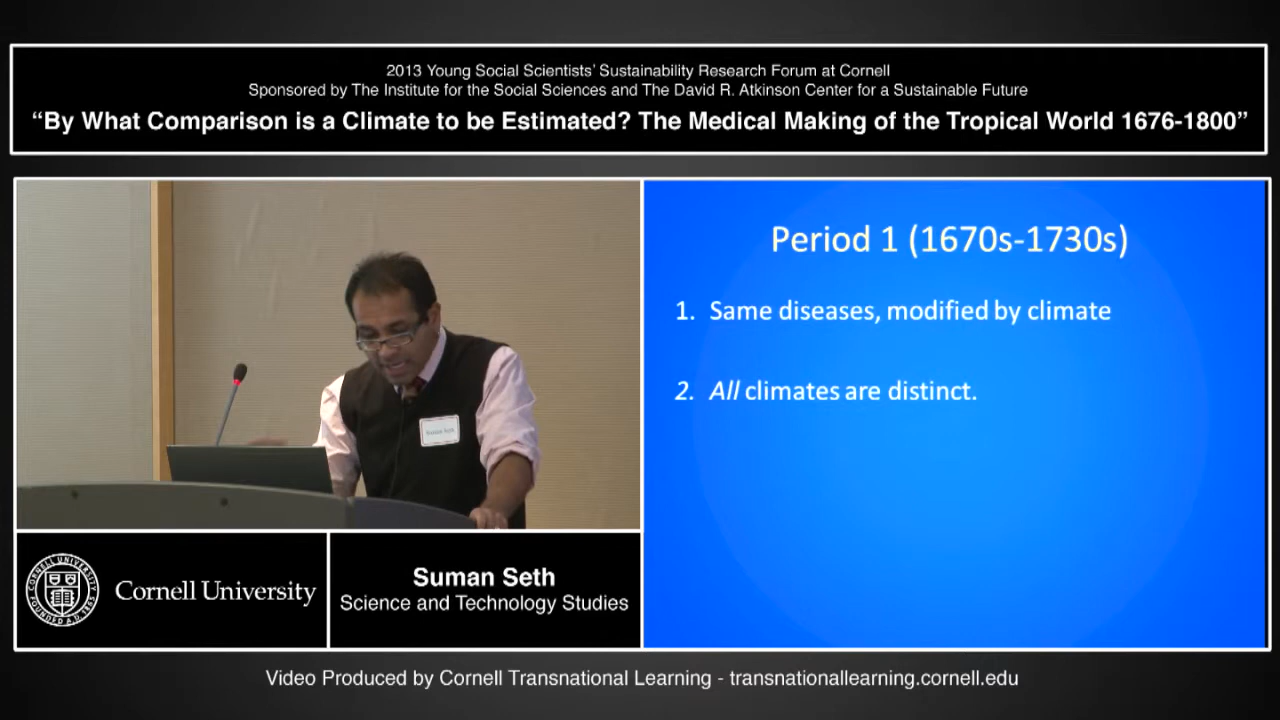 2013 Young Social Scientists’ Sustainability Research Forum at Cornell
Sponsored by The Institute for the Social Sciences and The David R. Atkinson Center for a Sustainable Future
“By What Comparison is a Climate to be Estimated? The Medical Making of the Tropical World 1676-1800”
Period 1 (1670s-1730s)
1. Same diseases, modified by climate
2. All climates are distinct.
Suman Seth
Cornell University
Suman Seth
Science and Technology Studies
Video Produced by Cornell Transnational Learning - transnationallearning.cornell.edu